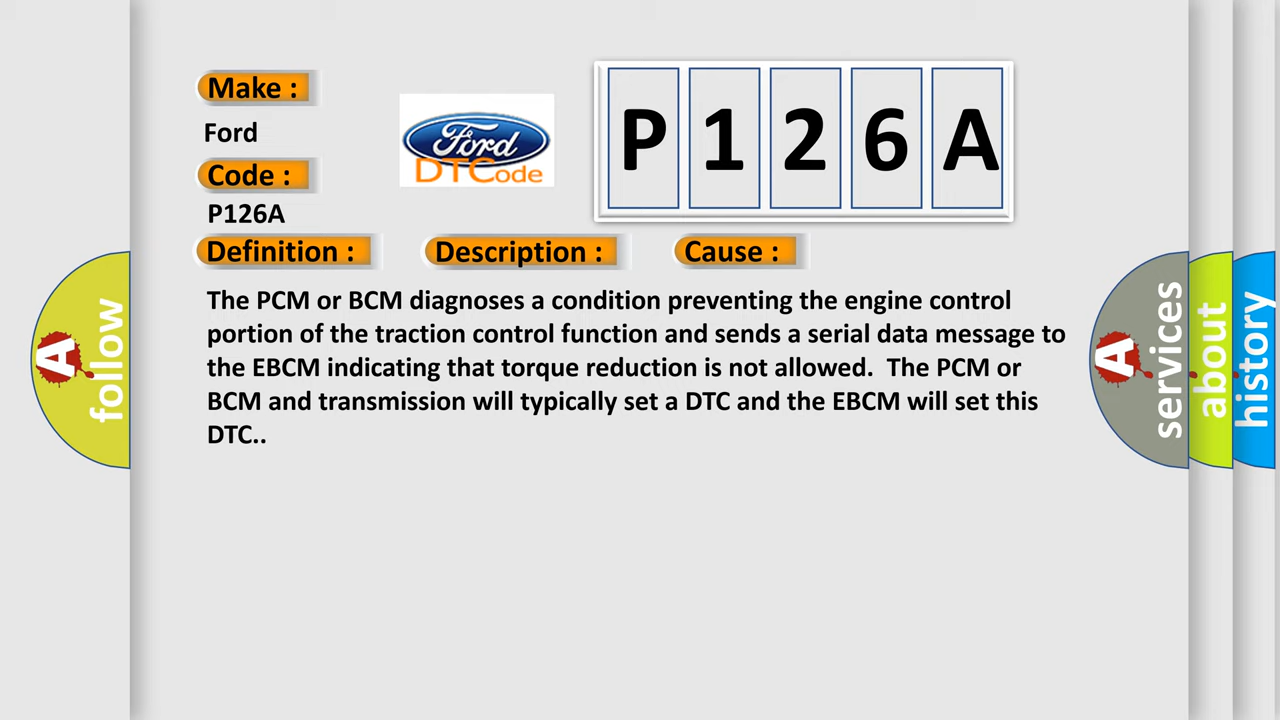 Make :
Ford
Code :
P126A
Ford
DTCode
P 1 2 6 A
Definition :
Description :
Cause :
The PCM or BCM diagnoses a condition preventing the engine control
portion of the traction control function and sends a serial data message to
the EBCM indicating that torque reduction is not allowed  The PCM or
BCM and transmission will typically set a DTC and the EBCM will set this
DTC..
A
follow
A
services
about
history